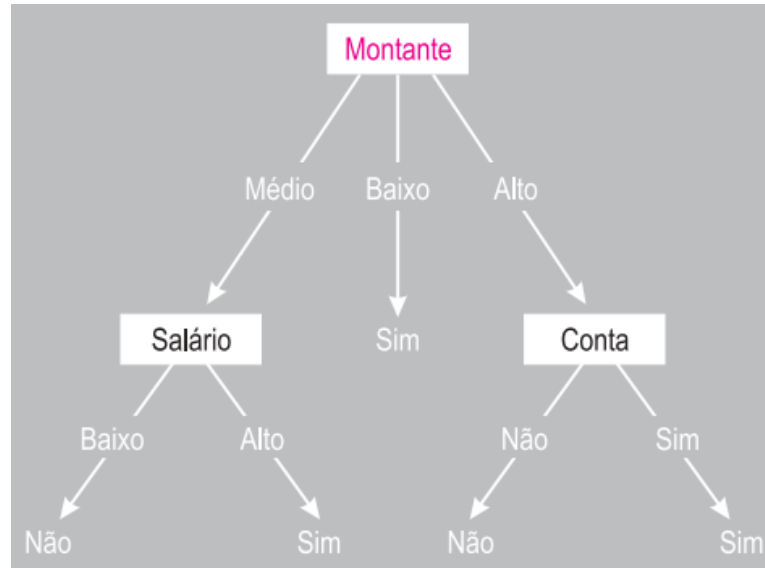 Montante
Médio Baixo Alto
Salário Sim Conta
Baixo Alto Não Sim
Não Sim Não Sim